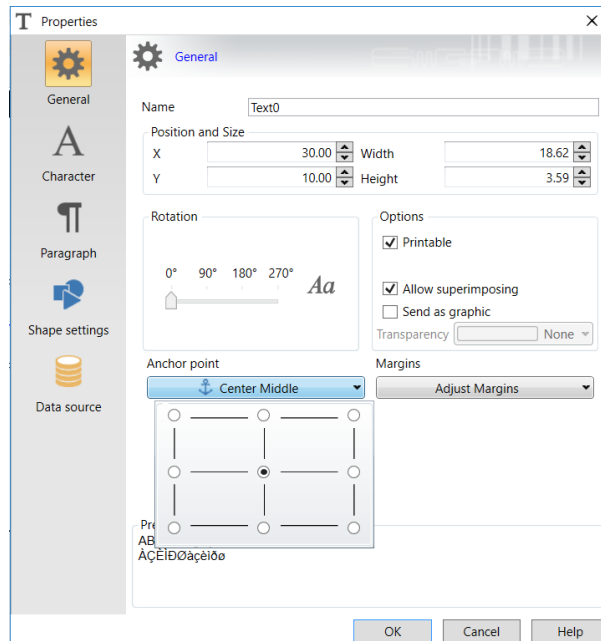 T Properties
General
General
Character
Paragraph
Shape settings
Data source
Name Text0
Position and Size
X 30.00 Width 18.62
Y 10.00 Height 3.59
Rotation
0° 90° 180° 270° Aa
Options
Printable
Allow superimposing
Send as graphic
Transparency None
Anchor point
Center Middle
Margins
Adjust Margins
ÀÇÈÌÐØàçèìðø
OK Cancel Help